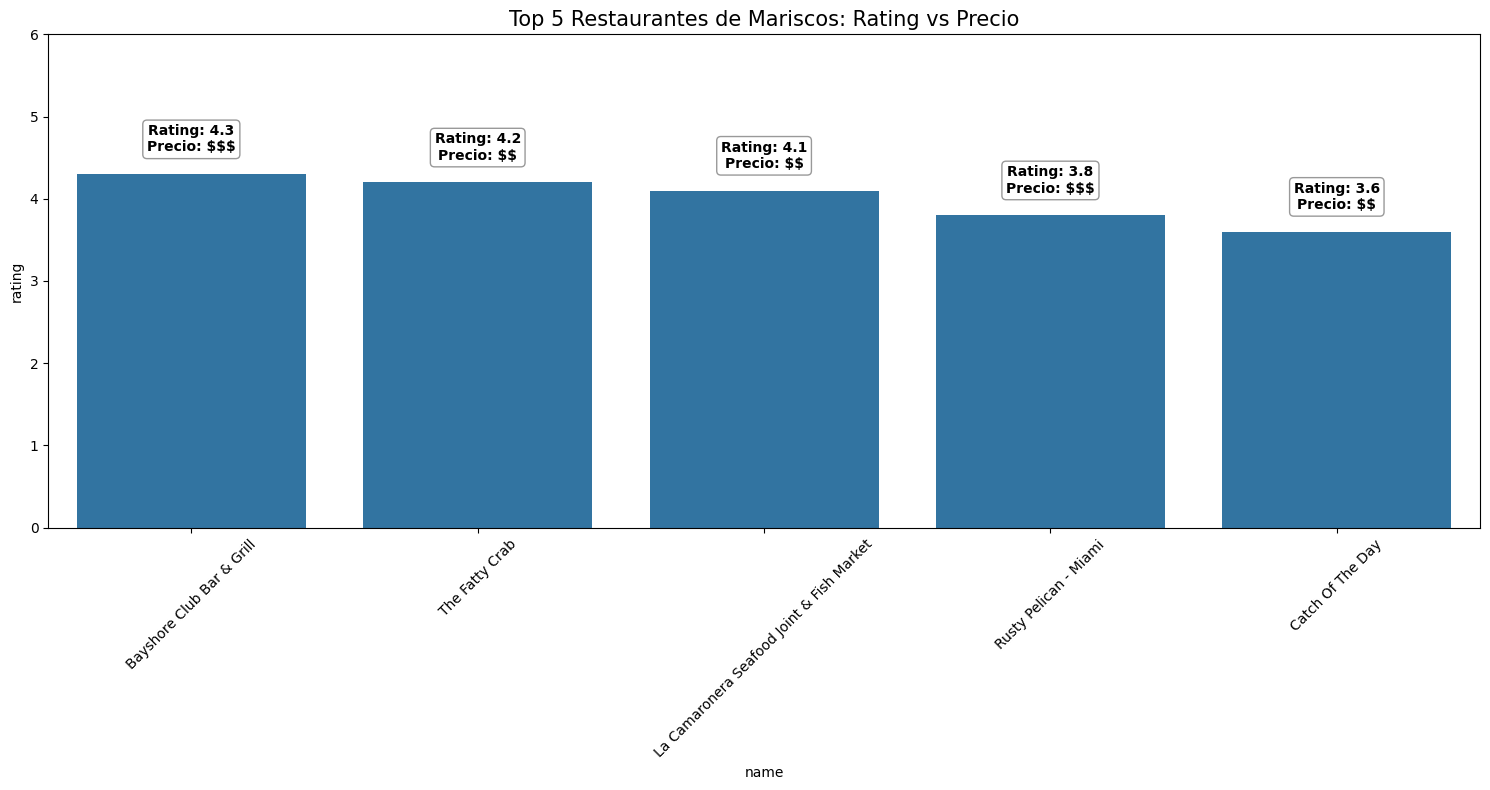 Top 5 Restaurantes de Mariscos: Rating vs Precio
6
5
4
3
2
1
0
rating
Rating: 4.3
Precio: $$$
Rating: 4.2
Precio: $$
Rating: 4.1
Precio: $$
Rating: 3.8
Precio: $$$
Rating: 3.6
Precio: $$
Bayshore Club Bar & Grill
The Fatty Crab
La Camaronera Seafood Joint & Fish Market
Rusty Pelican - Miami
Catch Of The Day
name